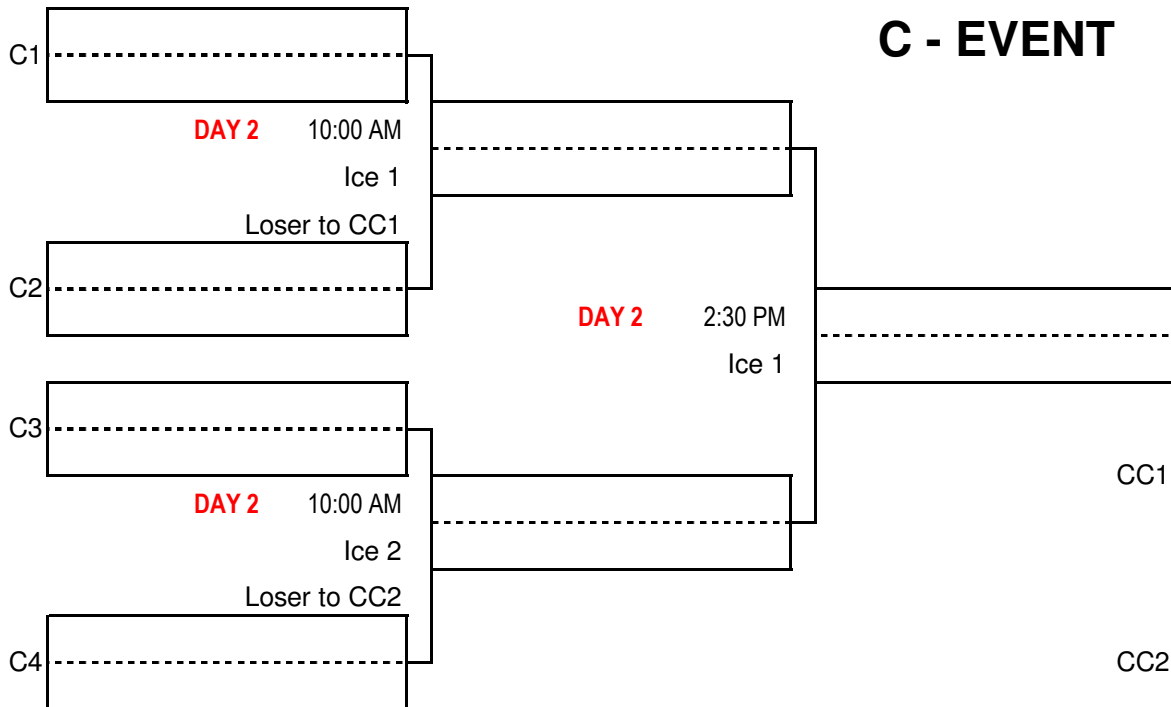 C - EVENT
C1
DAY 2 10:00 AM
Ice 1
Loser to CC1
C2
DAY 2 2:30 PM
Ice 1
C3
CC1
DAY 2 10:00 AM
Ice 2
Loser to CC2
C4
CC2